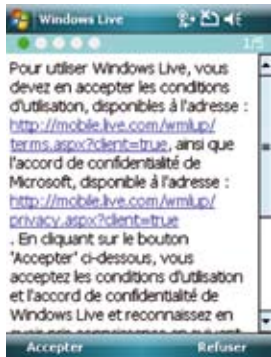 Windows Live
1/5
Pour utiliser Windows Live, vous
devez en accepter les conditions
d'utilisation, disponibles à l'adresse :
http://mobile.live.com/wmlup/
terms.aspx?client=true, ainsi que
l'accord de confidentialité de
Microsoft, disponible à l'adresse :
http://mobile.live.com/wmlup/
privacy.aspx?client=true
. En cliquant sur le bouton
'Accepter' ci-dessous, vous
acceptez les conditions d'utilisation
et l'accord de confidentialité de
Windows Live et reconnaissez en
Accepter Refuser